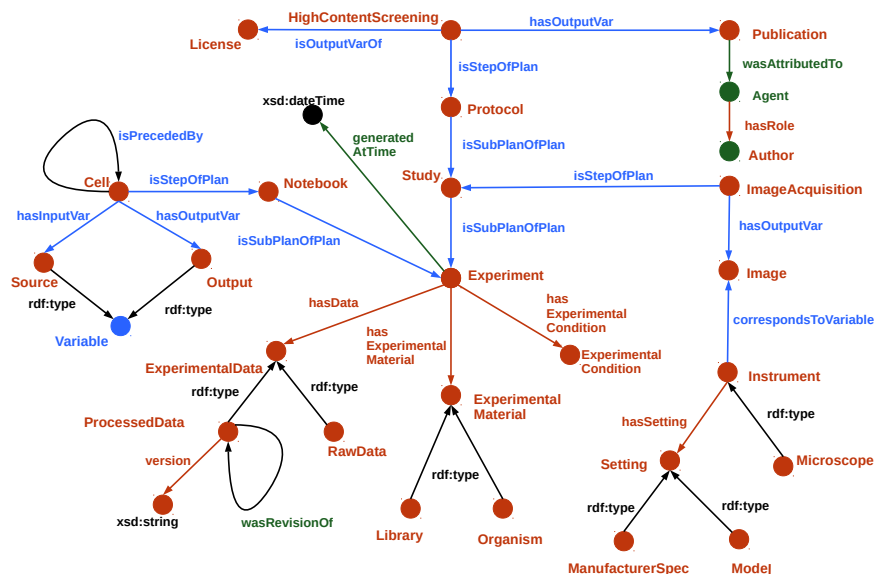 HighContentScreening
hasOutputVar
License
isOutputVarOf
Publication
isStepOfPlan
wasAttributedTo
xsd:dateTime
Agent
Protocol
isPrecededBy
generated
AtTime
hasRole
isSubPlanOfPlan
Author
Cell
isStepOfPlan
Notebook
Study
isStepOfPlan
ImageAcquisition
hasInputVar
hasOutputVar
isSubPlanOfPlan
isSubPlanOfPlan
hasOutputVar
Source
Output
Experiment
Image
rdf:type
rdf:type
hasData
has
Experimental
Condition
has
Experimental
Material
correspondsToVariable
Variable
Experimental
Condition
ExperimentalData
Instrument
rdf:type
rdf:type
Experimental
Material
rdf:type
ProcessedData
hasSetting
RawData
version
Setting
Microscope
rdf:type
xsd:string
wasRevisionOf
rdf:type
rdf:type
Library
Organism
ManufacturerSpec
Model